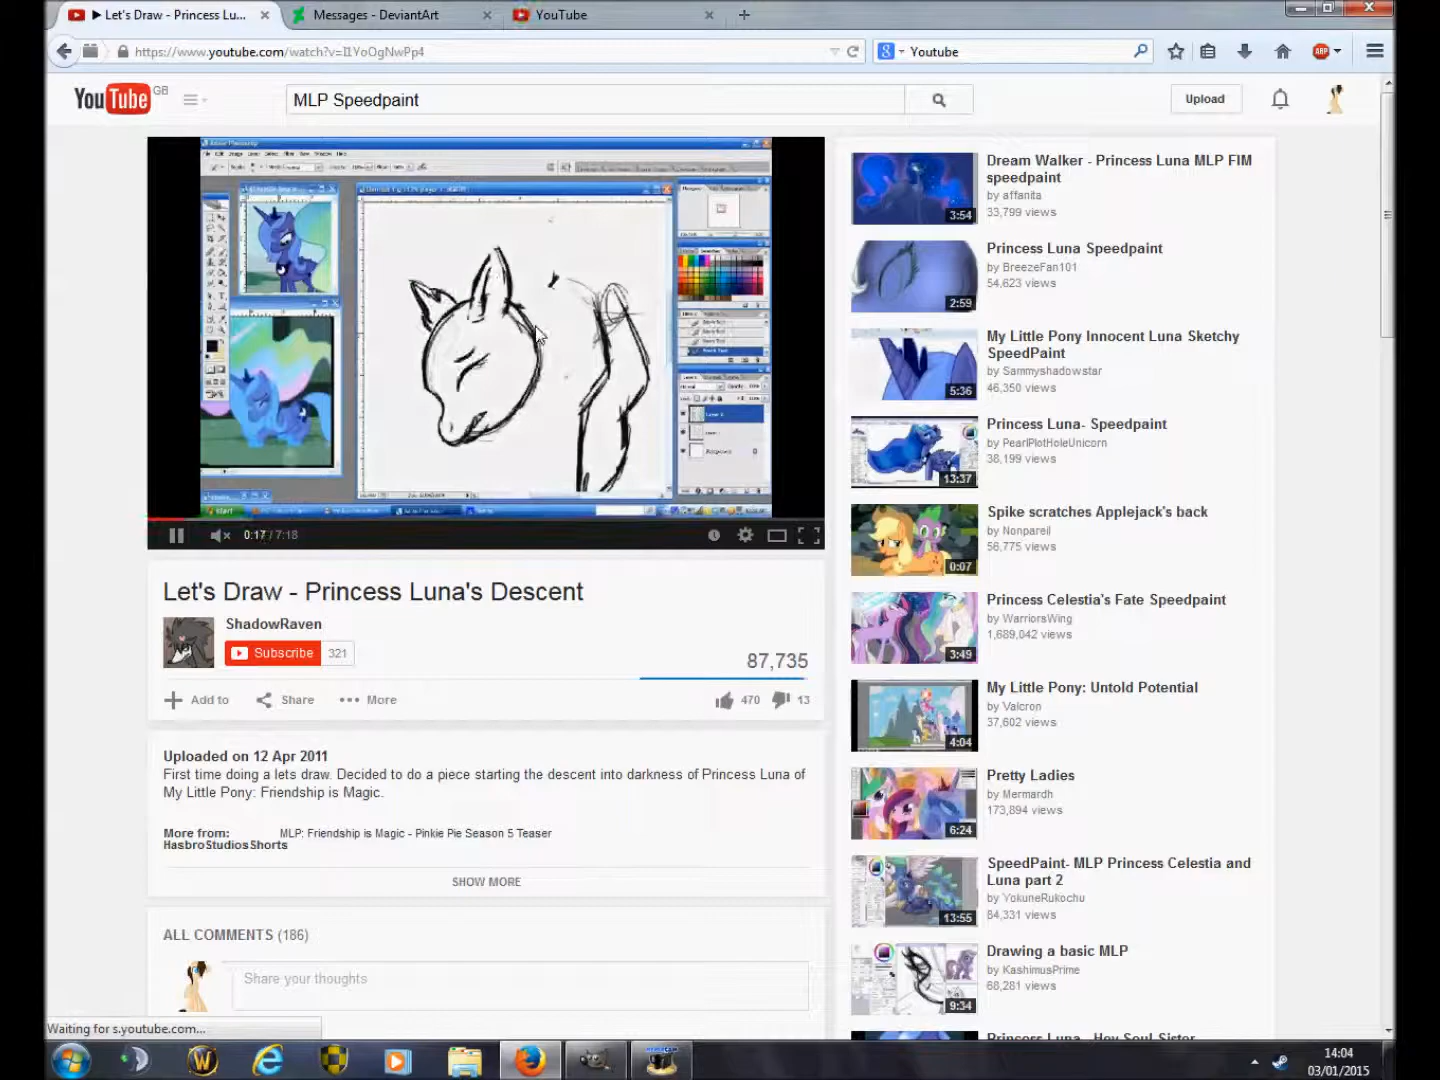 ▶ Let's Draw - Princess Lu...
Messages - DeviantArt
YouTube
https://www.youtube.com/watch?v=I1YoOgNwPp4
Youtube
ABP
YouTube GB
MLP Speedpaint
Upload
Adobe Photoshop
start
0:17 / 7:18
Let's Draw - Princess Luna's Descent
ShadowRaven
Subscribe 321
87,735
Add to Share More
470 13
Uploaded on 12 Apr 2011
First time doing a lets draw. Decided to do a piece starting the descent into darkness of Princess Luna of
My Little Pony: Friendship is Magic.
More from: MLP: Friendship is Magic - Pinkie Pie Season 5 Teaser
HasbroStudiosShorts
SHOW MORE
ALL COMMENTS (186)
Share your thoughts
Dream Walker - Princess Luna MLP FIM
speedpaint
by affanita
33,799 views
3:54
Princess Luna Speedpaint
by BreezeFan101
54,623 views
2:59
My Little Pony Innocent Luna Sketchy
SpeedPaint
by Sammyshadowstar
46,350 views
5:36
Princess Luna- Speedpaint
by PearlPlotHoleUnicorn
38,199 views
13:37
Spike scratches Applejack's back
by Nonpareil
56,775 views
0:07
Princess Celestia's Fate Speedpaint
by WarriorsWing
1,689,042 views
3:49
My Little Pony: Untold Potential
by Valcron
37,602 views
4:04
Pretty Ladies
by Mermardh
173,894 views
6:24
SpeedPaint- MLP Princess Celestia and
Luna part 2
by YokuneRukochu
84,331 views
13:55
Drawing a basic MLP
by KashimusPrime
68,281 views
9:34
Princess Luna - Hey Soul Sister
Waiting for s.youtube.com...
14:04
03/01/2015